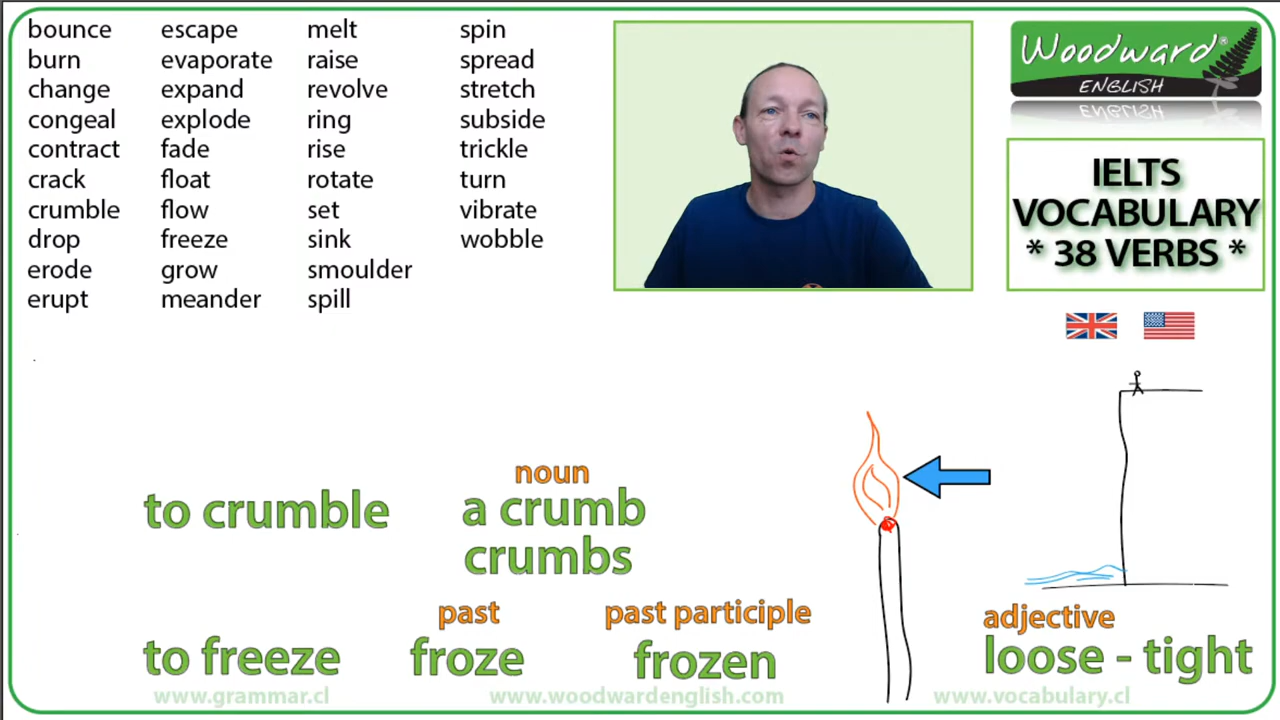 bounce
burn
change
congeal
contract
crack
crumble
drop
erode
erupt
escape
evaporate
expand
explode
fade
float
flow
freeze
grow
meander
melt
raise
revolve
ring
rise
rotate
set
sink
smoulder
spill
spin
spread
stretch
subside
trickle
turn
vibrate
wobble
Woodward®
ENGLISH
IELTS
VOCABULARY
* 38 VERBS *
noun
to crumble a crumb
crumbs
past past participle adjective
to freeze froze frozen loose - tight
www.grammar.cl www.woodwardenglish.com www.vocabulary.cl